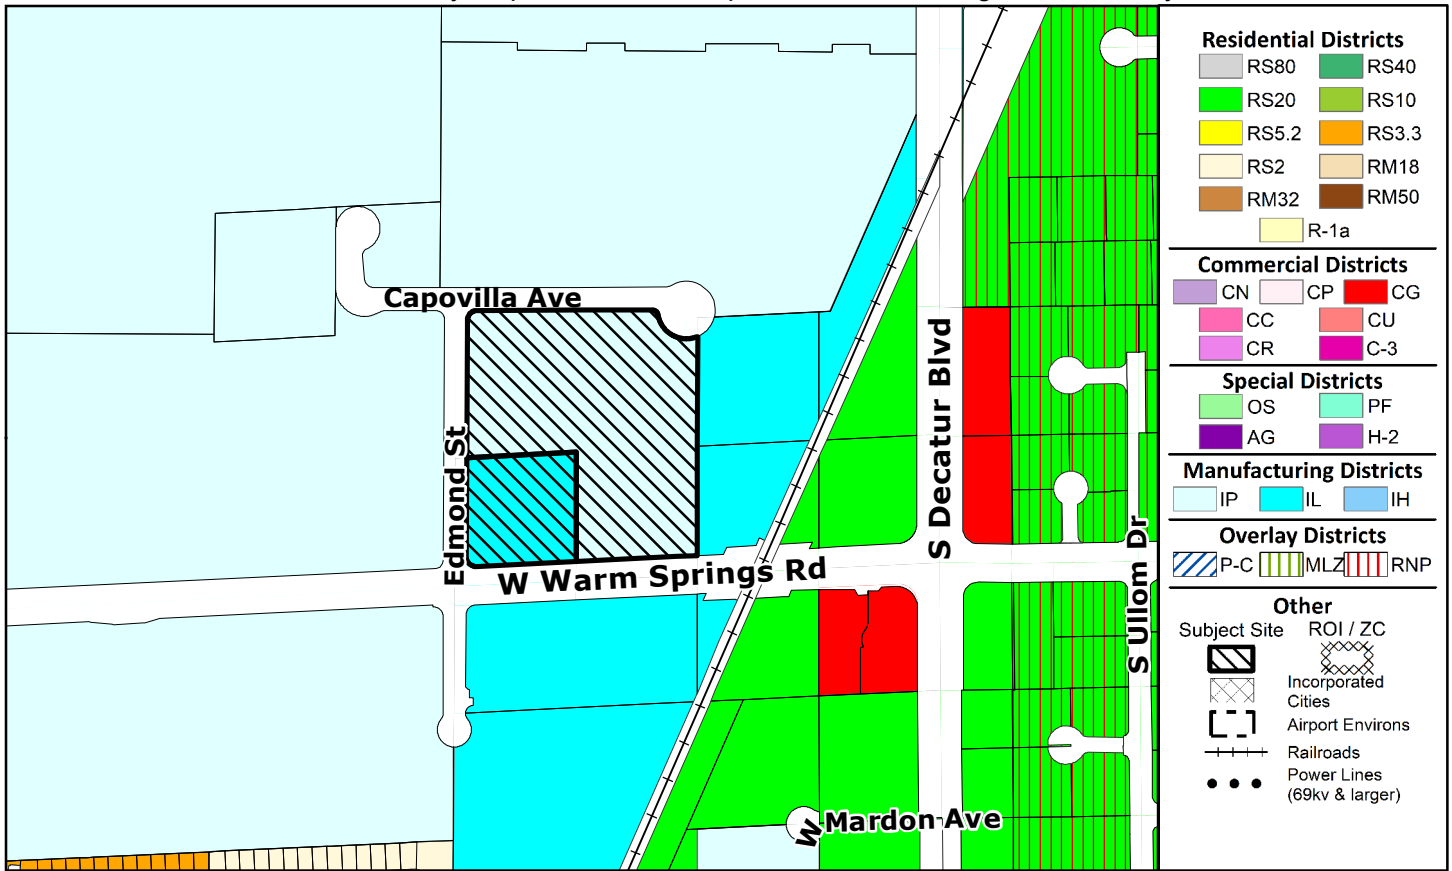 Capovilla Ave
Edmond St
W Warm Springs Rd
S Decatur Blvd
S Ullom Dr
W Mardon Ave
Residential Districts
RS80 RS40
RS20 RS10
RS5.2 RS3.3
RS2 RM18
RM32 RM50
R-1a
Commercial Districts
CN CP CG
CC CU
CR C-3
Special Districts
OS PF
AG H-2
Manufacturing Districts
IP IL IH
Overlay Districts
P-C MLZ RNP
Other
Subject Site ROI / ZC
Incorporated
Cities
Airport Environs
Railroads
Power Lines
(69kv & larger)